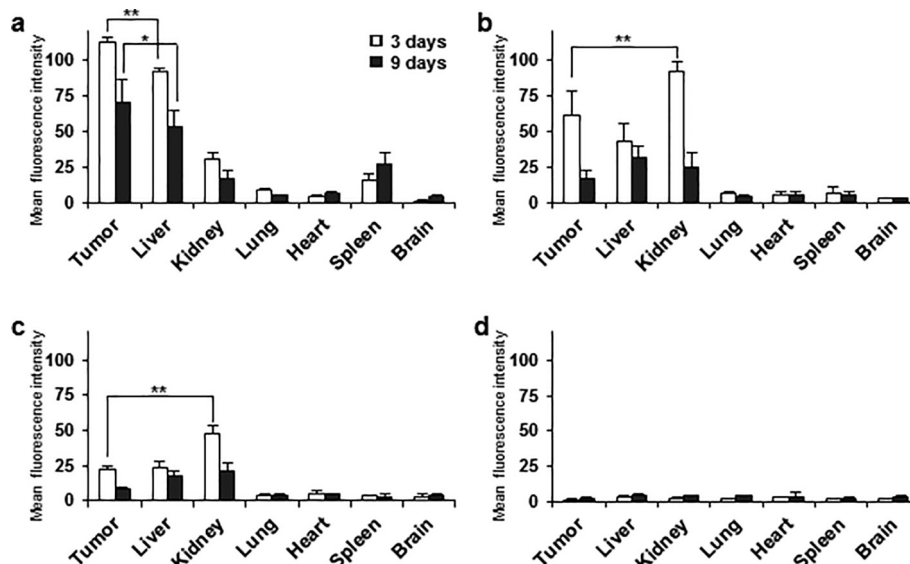 a
**
*
3 days
9 days
Mean fluorescence intensity
100
75
50
25
0
Tumor
Liver
Kidney
Lung
Heart
Spleen
Brain
b
**
Mean fluorescence intensity
100
75
50
25
0
Tumor
Liver
Kidney
Lung
Heart
Spleen
Brain
c
**
Mean fluorescence intensity
100
75
50
25
0
Tumor
Liver
Kidney
Lung
Heart
Spleen
Brain
d
Mean fluorescence intensity
100
75
50
25
0
Tumor
Liver
Kidney
Lung
Heart
Spleen
Brain